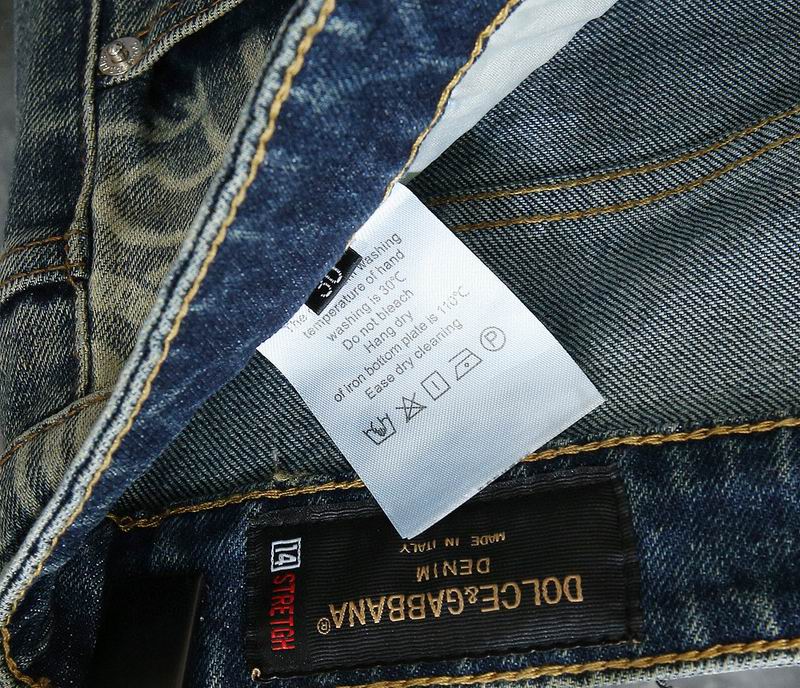 30
The washing
temperature of hand
washing is 30℃
Do not bleach
Hang dry
of iron bottom plate is 110℃
Ease dry cleaning
P
DOLCE&GABBANA®
DENIM
MADE IN ITALY
14 STRETCH